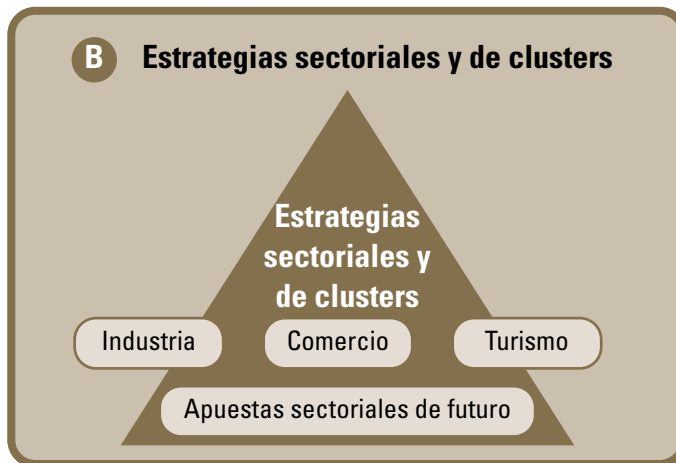 B Estrategias sectoriales y de clusters
Estrategias
sectoriales y
de clusters
Industria Comercio Turismo
Apuestas sectoriales de futuro